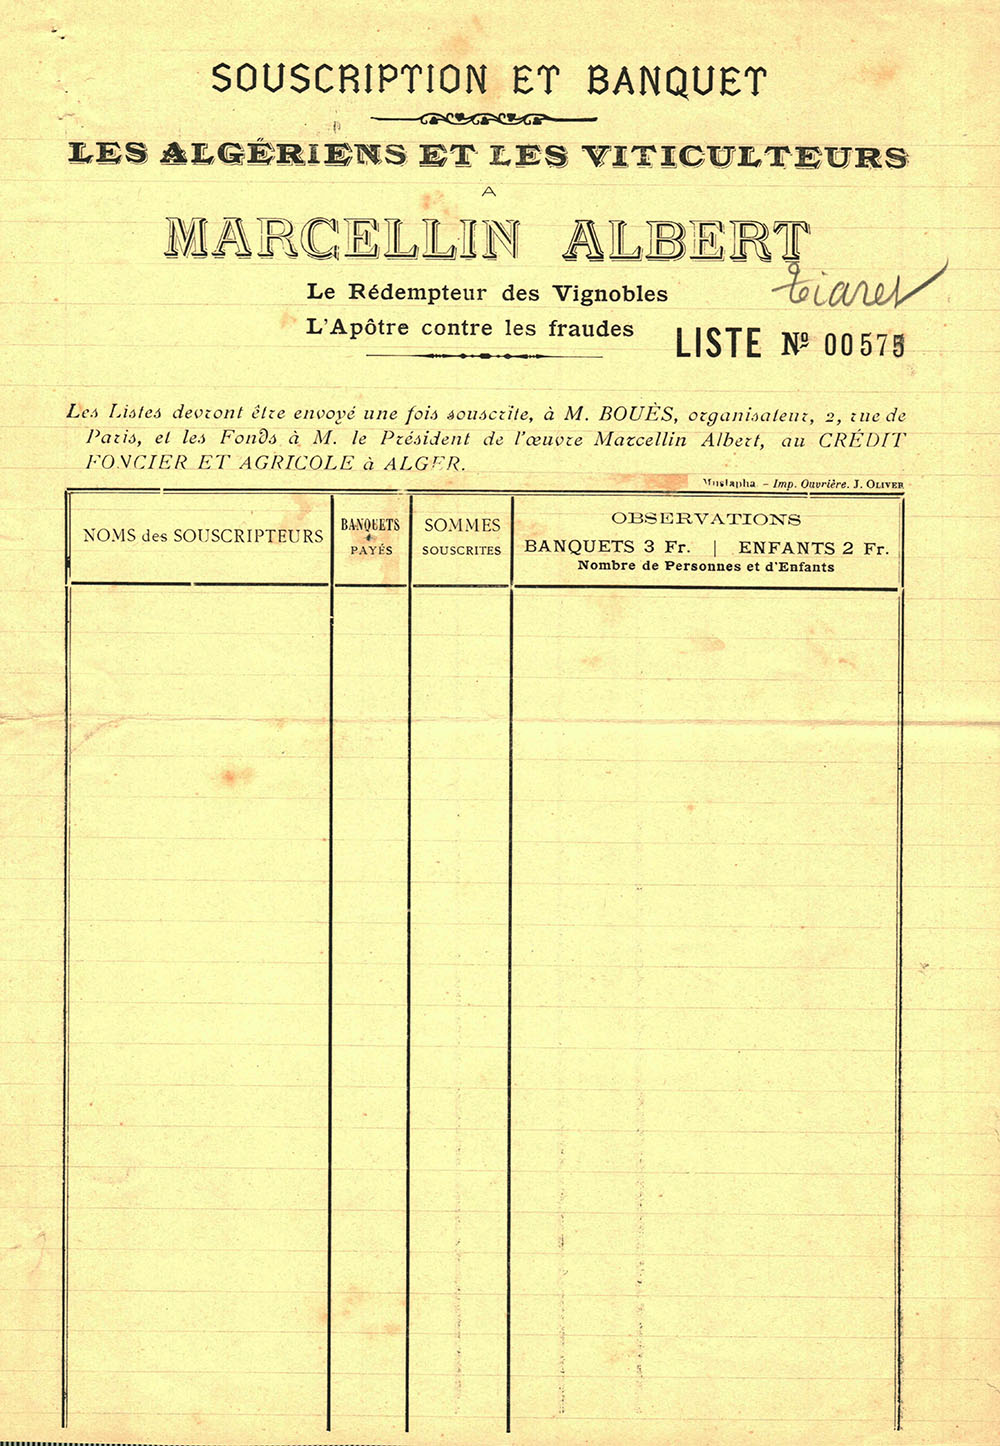 SOUSCRIPTION ET BANQUET
LES ALGÉRIENS ET LES VITICULTEURS
A
MARCELLIN ALBERT
Le Rédempteur des Vignobles
Tiaret
L'Apôtre contre les fraudes
LISTE Nº 00575
Les Listes devront être envoyé une fois souscrite, à M. BOUÈS, organisateur, 2, rue de
Paris, et les Fonds à M. le Président de l'œuvre Marcellin Albert, au CRÉDIT
FONCIER ET AGRICOLE à ALGER.
Mustapha. - Imp. Ouvrière. J. OLIVER
NOMS des SOUSCRIPTEURS
BANQUETS
PAYÉS
SOMMES
SOUSCRITES
OBSERVATIONS
BANQUETS 3 Fr. | ENFANTS 2 Fr.
Nombre de Personnes et d'Enfants